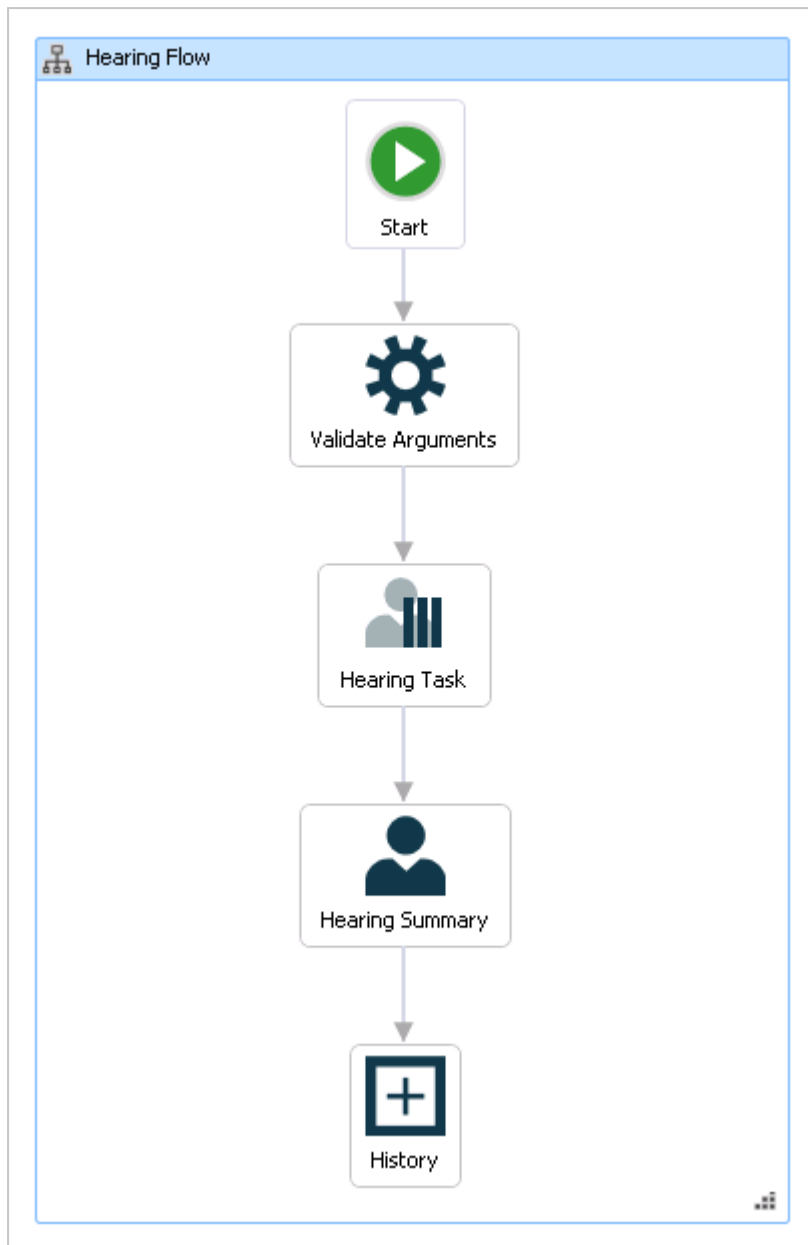 Hearing Flow
Start
Validate Arguments
Hearing Task
Hearing Summary
History